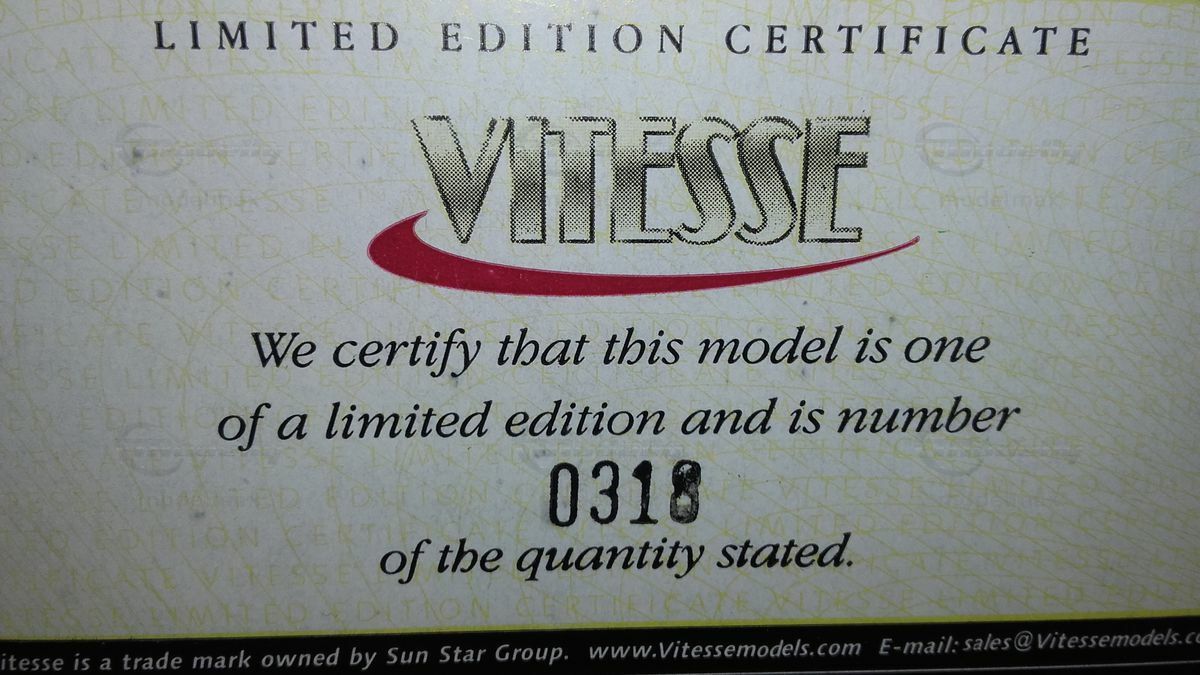 LIMITED EDITION CERTIFICATE
VITESSE
We certify that this model is one
of a limited edition and is number
0318
of the quantity stated.
itesse is a trade mark owned by Sun Star Group. www.Vitessemodels.com E-mail: sales@Vitessemodels.c